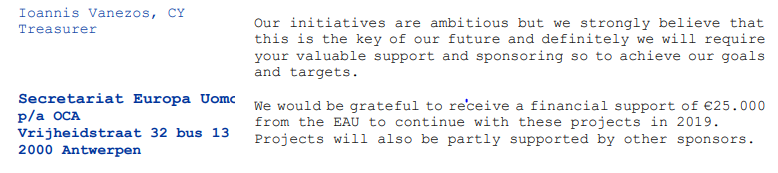 Ioannis Vanezos, CY
Treasurer
Secretariat Europa Uomo
p/a OCA
Vrijheidstraat 32 bus 13
2000 Antwerpen
Our initiatives are ambitious but we strongly believe that
this is the key of our future and definitely we will require
your valuable support and sponsoring so to achieve our goals
and targets.
We would be grateful to receive a financial support of €25.000
from the EAU to continue with these projects in 2019.
Projects will also be partly supported by other sponsors.